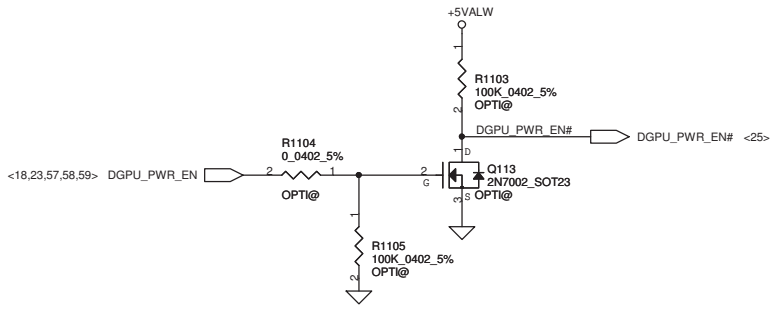 +5VALW
1
R1103
100K_0402_5%
OPTI@
2
DGPU_PWR_EN#
DGPU_PWR_EN# <25>
R1104
0_0402_5%
<18,23,57,58,59> DGPU_PWR_EN
2 1
OPTI@
1 D
2 G
Q113
2N7002_SOT23
OPTI@
3 S
1
R1105
100K_0402_5%
OPTI@
2